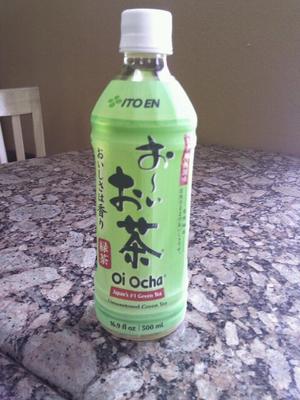 ITO EN
お〜い
お茶
おいしさは香り
緑茶
Oi Ocha
Japan's #1 Green Tea
Unsweetened Green Tea
16.9 fl oz | 500 mL